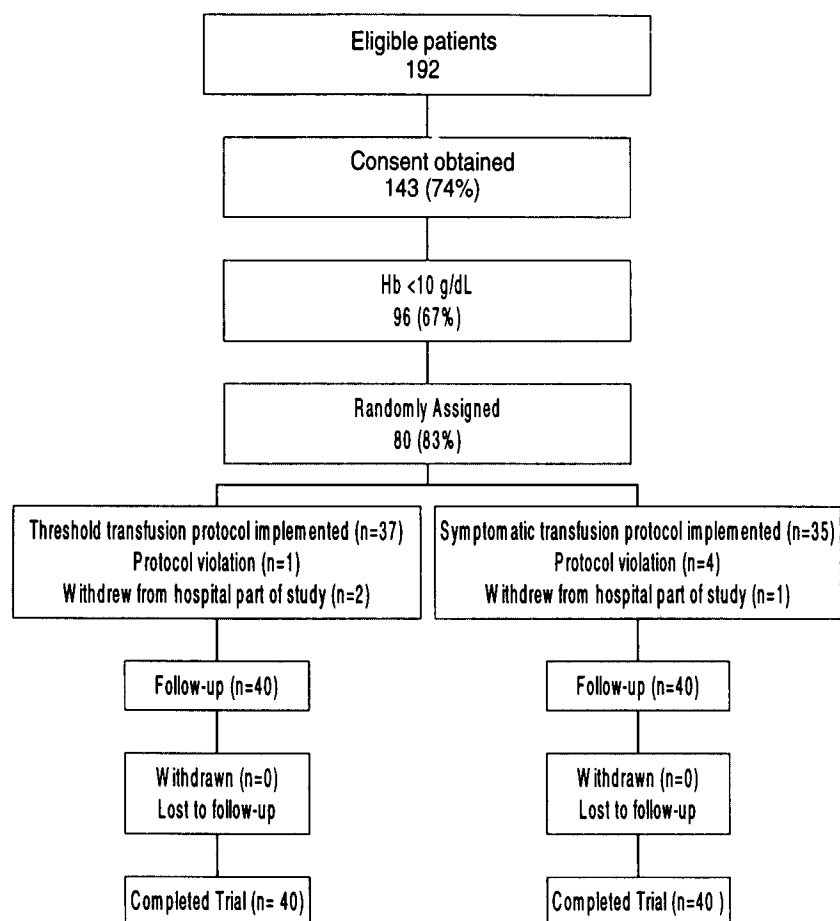 Eligible patients
192
Consent obtained
143 (74%)
Hb <10 g/dL
96 (67%)
Randomly Assigned
80 (83%)
Threshold transfusion protocol implemented (n=37)
Protocol violation (n=1)
Withdrew from hospital part of study (n=2)
Symptomatic transfusion protocol implemented (n=35)
Protocol violation (n=4)
Withdrew from hospital part of study (n=1)
Follow-up (n=40)
Follow-up (n=40)
Withdrawn (n=0)
Lost to follow-up
Withdrawn (n=0)
Lost to follow-up
Completed Trial (n= 40)
Completed Trial (n=40 )